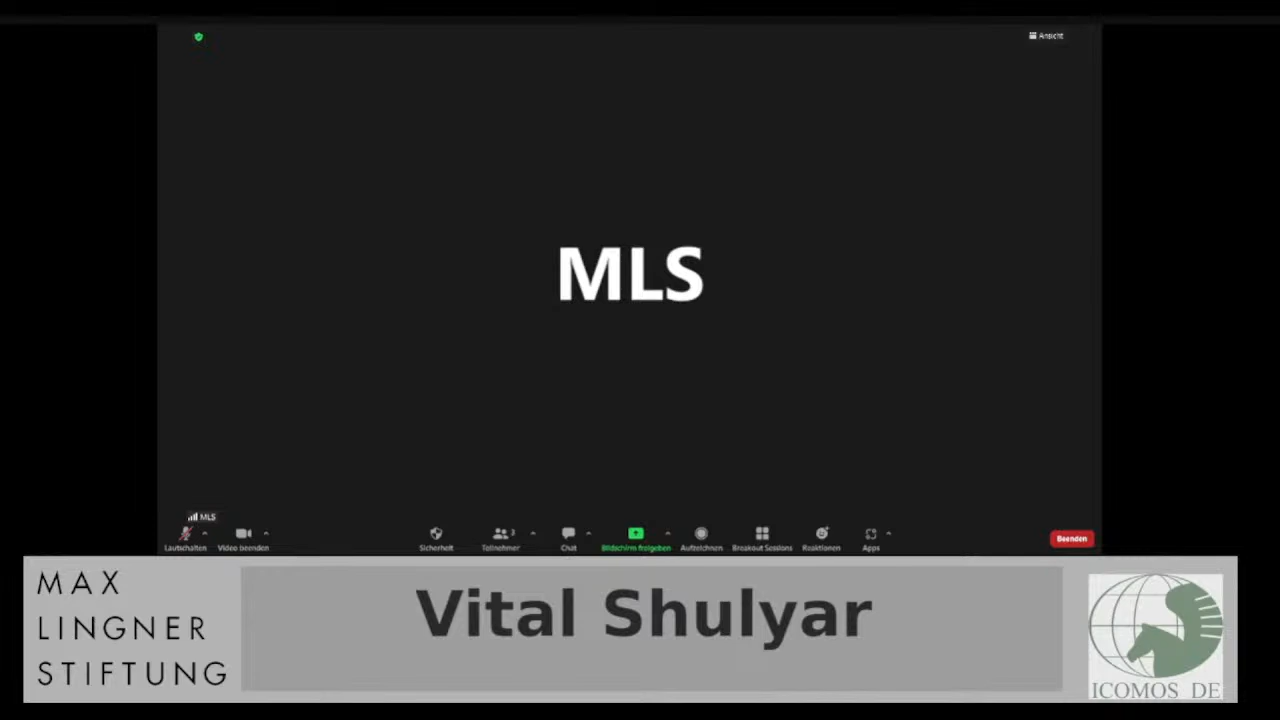 Ansicht
MLS
MLS
Lautschalten
Video beenden
Sicherheit
3
Teilnehmer
Chat
Bildschirm freigeben
Aufzeichnen
Breakout Sessions
Reaktionen
Apps
Beenden
MAX
LINGNER
STIFTUNG
Vital Shulyar
ICOMOS DE